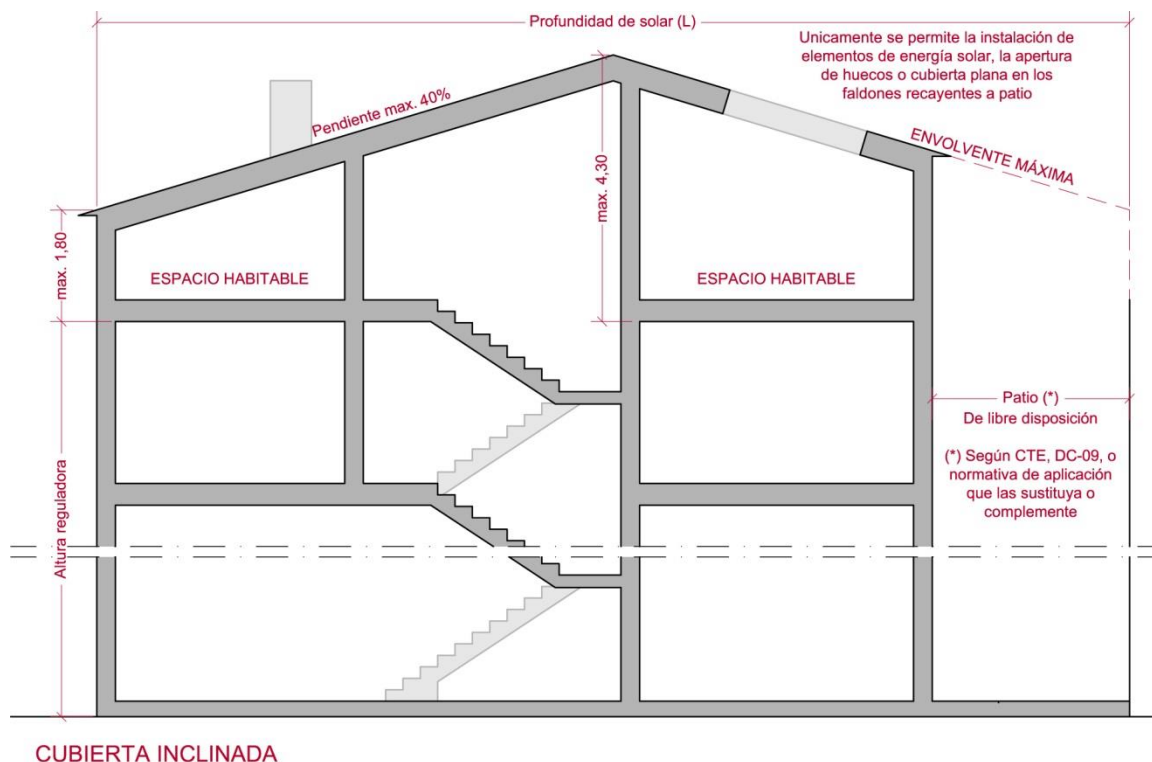 Profundidad de solar (L)
Unicamente se permite la instalación de
elementos de energía solar, la apertura
de huecos o cubierta plana en los
faldones recayentes a patio
Pendiente max. 40%
ENVOLVENTE MÁXIMA
max. 4,30
max. 1,80
ESPACIO HABITABLE
ESPACIO HABITABLE
Patio (*)
De libre disposición
(*) Según CTE, DC-09, o
normativa de aplicación
que las sustituya o
complemente
Altura reguladora
CUBIERTA INCLINADA